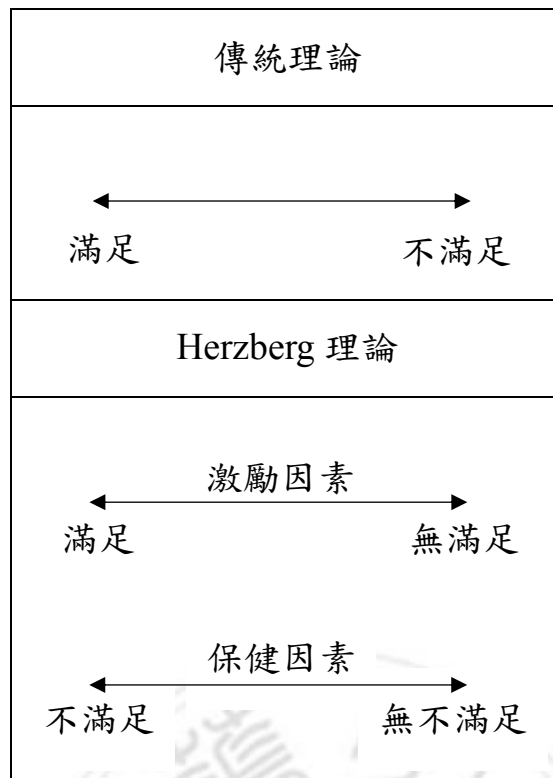 傳統理論
滿足 不滿足
Herzberg 理論
激勵因素
滿足 無滿足
保健因素
不滿足 無不滿足